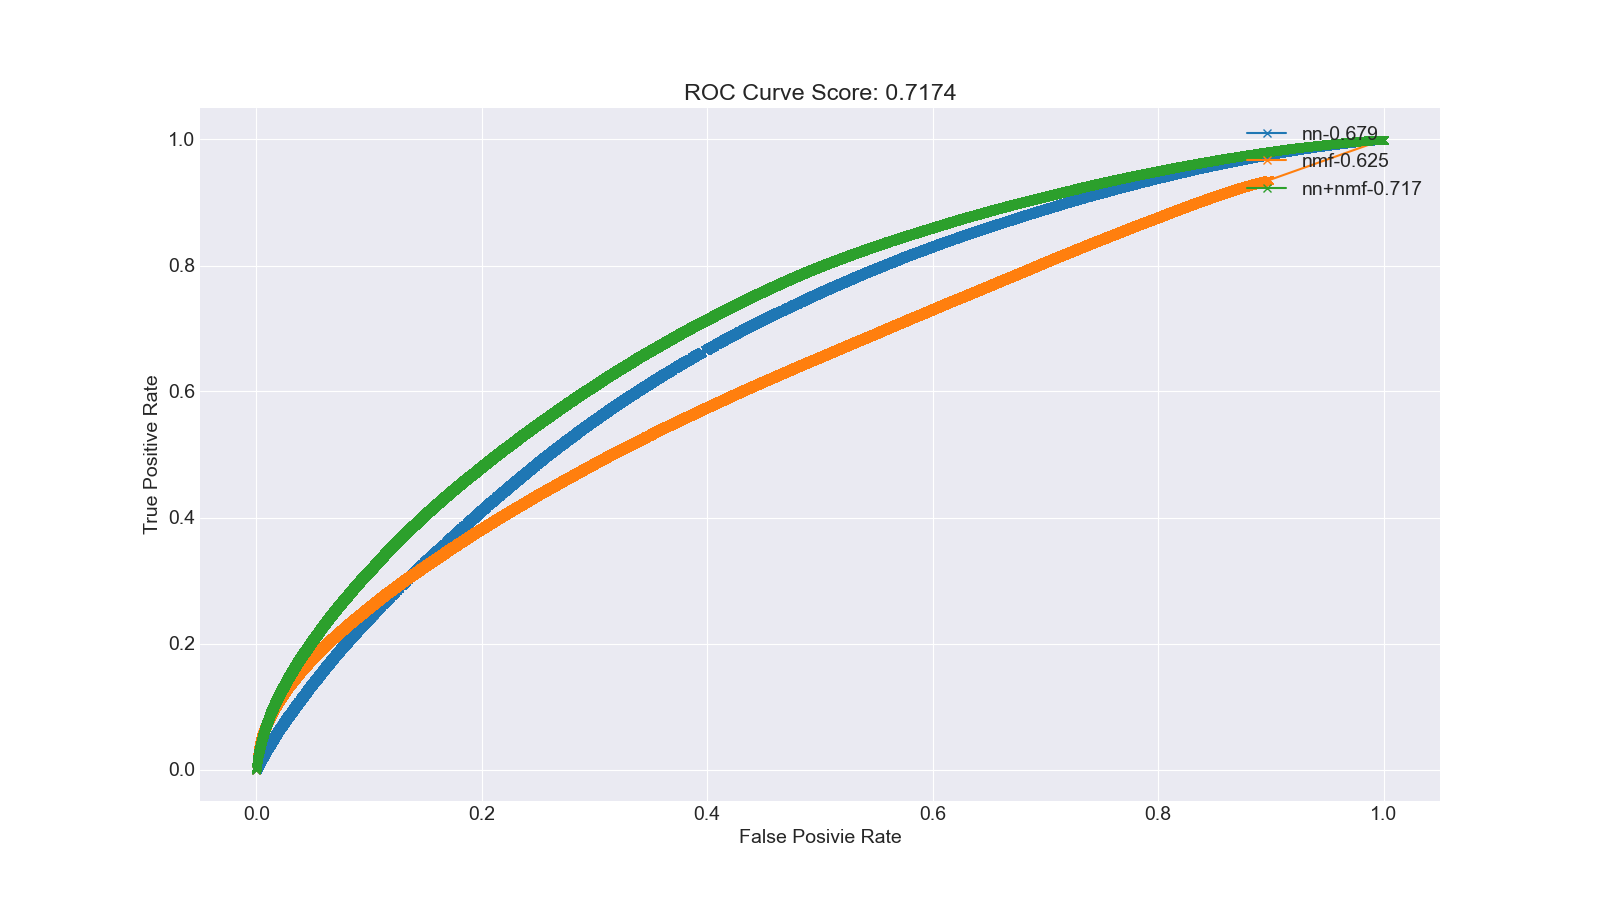 ROC Curve Score: 0.7174
1.0
0.8
0.6
0.4
0.2
0.0
True Positive Rate
nn-0.679
nmf-0.625
nn+nmf-0.717
0.0 0.2 0.4 0.6 0.8 1.0
False Posivie Rate